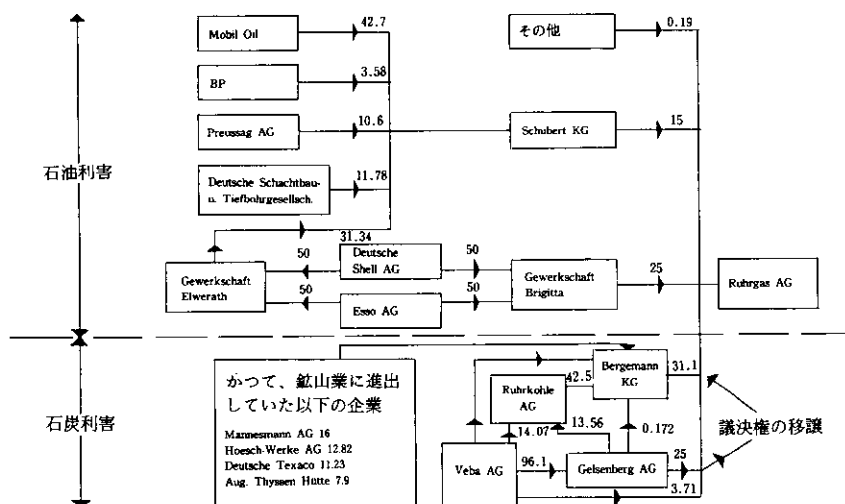 Mobil Oil
42.7
その他
0.19
BP
3.58
Preussag AG
10.6
Schubert KG
15
石油利害
Deutsche Schachtbau-
u. Tiefbohrgesellsch.
11.78
31.34
50
Deutsche
Shell AG
50
Gewerkschaft
Elwerath
Gewerkschaft
Brigitta
25
Ruhrgas AG
50
Esso AG
50
石炭利害
かつて、鉱山業に進出
していた以下の企業
Mannesmann AG 16
Hoesch-Werke AG 12.82
Deutsche Texaco 11.23
Aug. Thyssen Hütte 7.9
Bergemann
KG
31.1
Ruhrkohle
AG
42.5
14.07
13.56
0.172
議決権の移譲
Veba AG
96.1
Gelsenberg AG
25
3.71